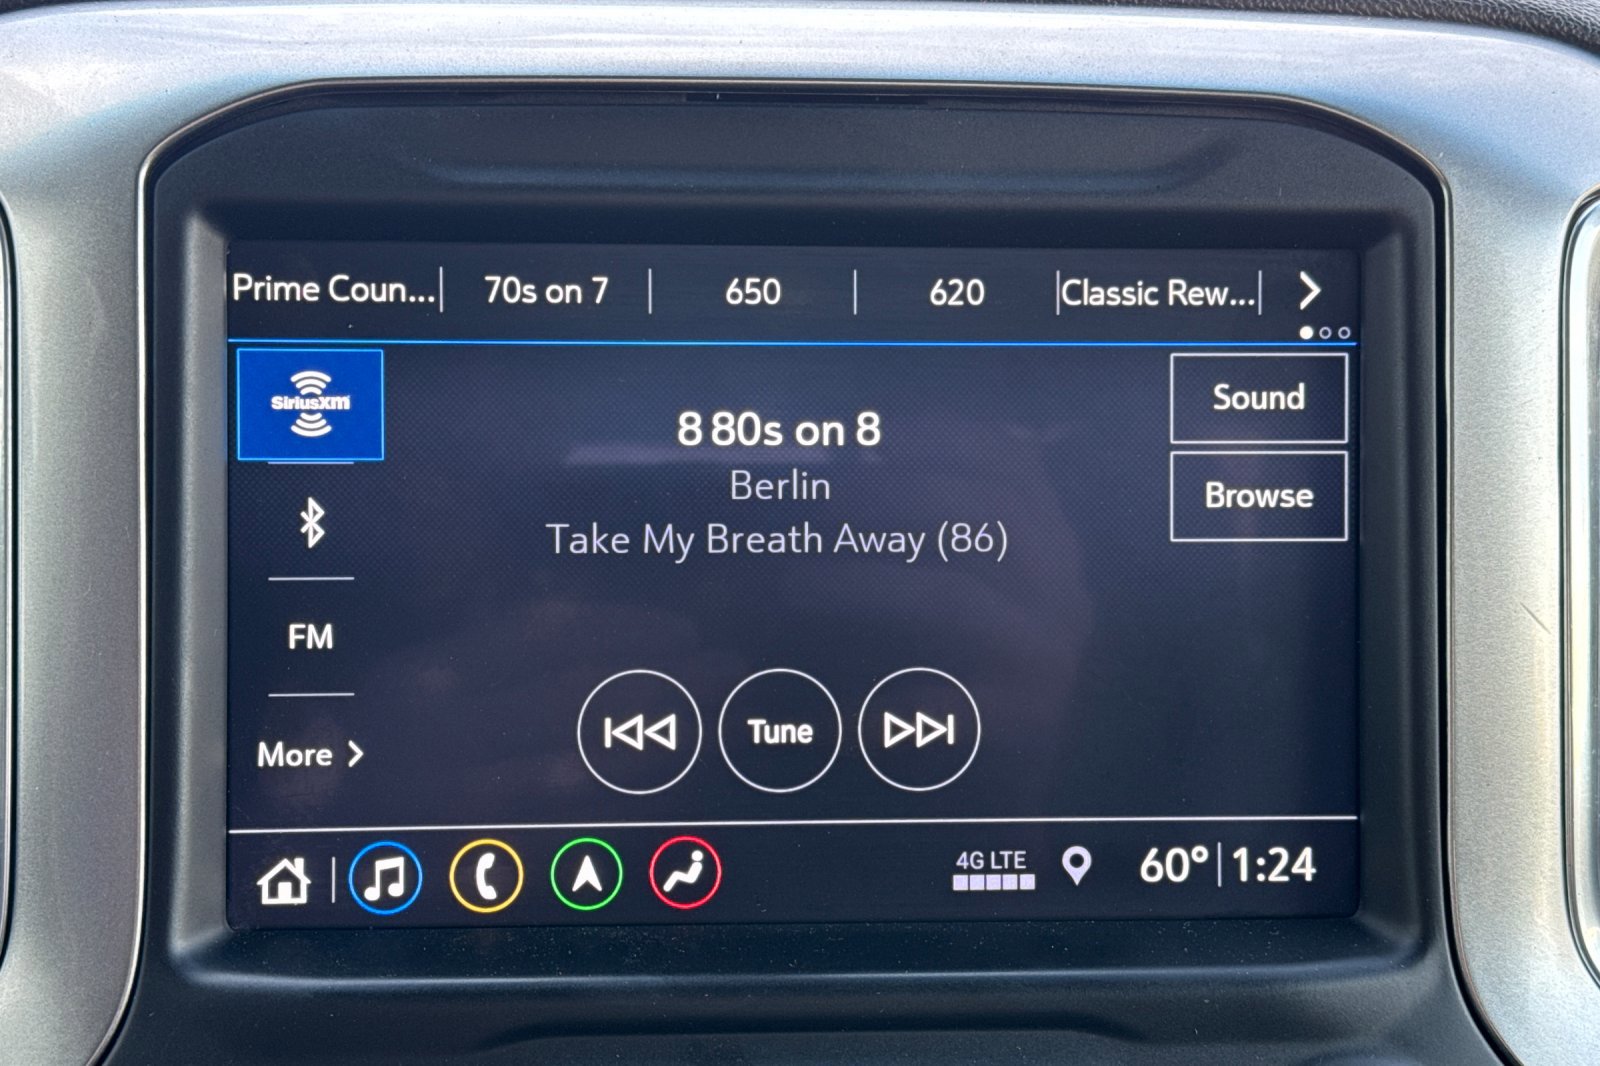 Prime Coun... 70s on 7 650 620 Classic Rew...
SiriusXM
Sound
8 80s on 8
Berlin
Browse
Take My Breath Away (86)
FM
Tune
More
4G LTE
60° 1:24